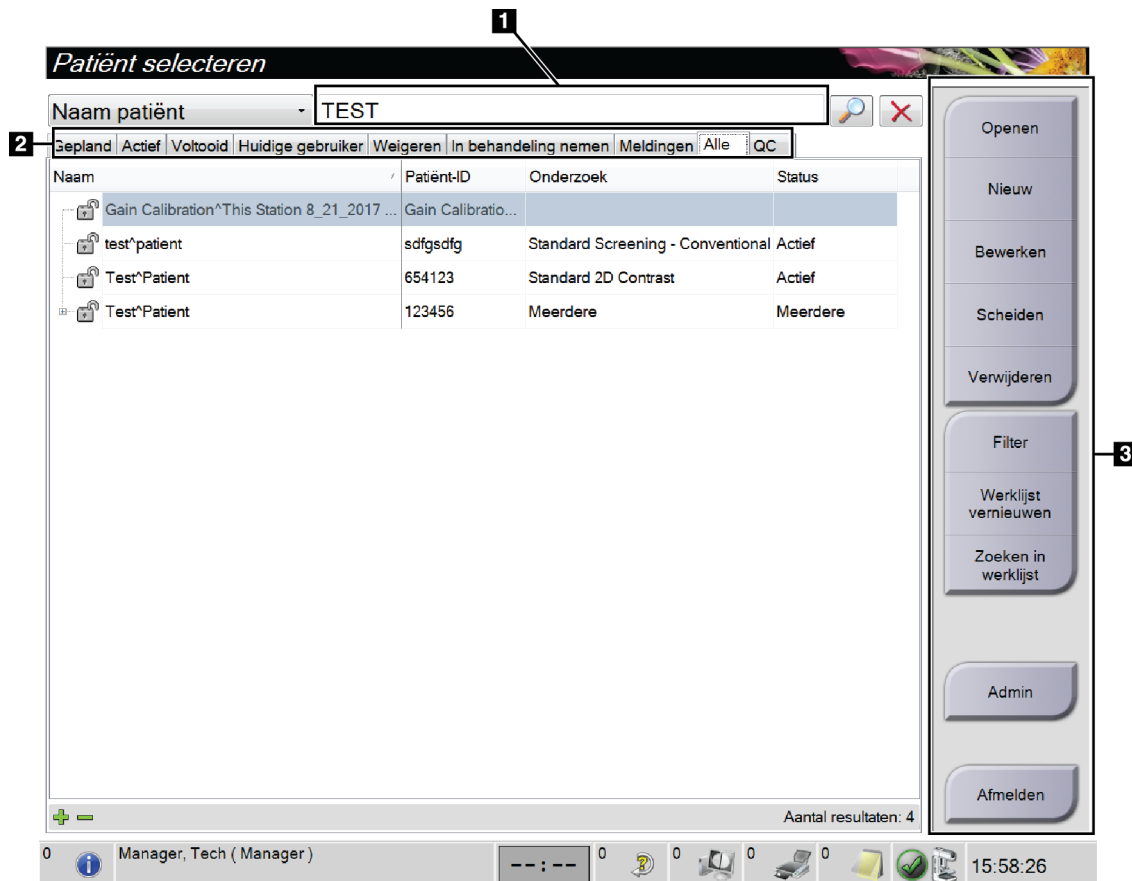 1
Patiënt selecteren
Naam patiënt TEST
2
Gepland Actief Voltooid Huidige gebruiker Weigeren In behandeling nemen Meldingen Alle QC
Naam Patiënt-ID Onderzoek Status
Gain Calibration^This Station 8_21_2017 ... Gain Calibratio...
test^patient sdfgsdfg Standard Screening - Conventional Actief
Test^Patient 654123 Standard 2D Contrast Actief
Test^Patient 123456 Meerdere Meerdere
Openen
Nieuw
Bewerken
Scheiden
Verwijderen
Filter
3
Werklijst
vernieuwen
Zoeken in
werklijst
Admin
Afmelden
Aantal resultaten: 4
0 Manager, Tech ( Manager ) --:-- 0 0 0 0 15:58:26